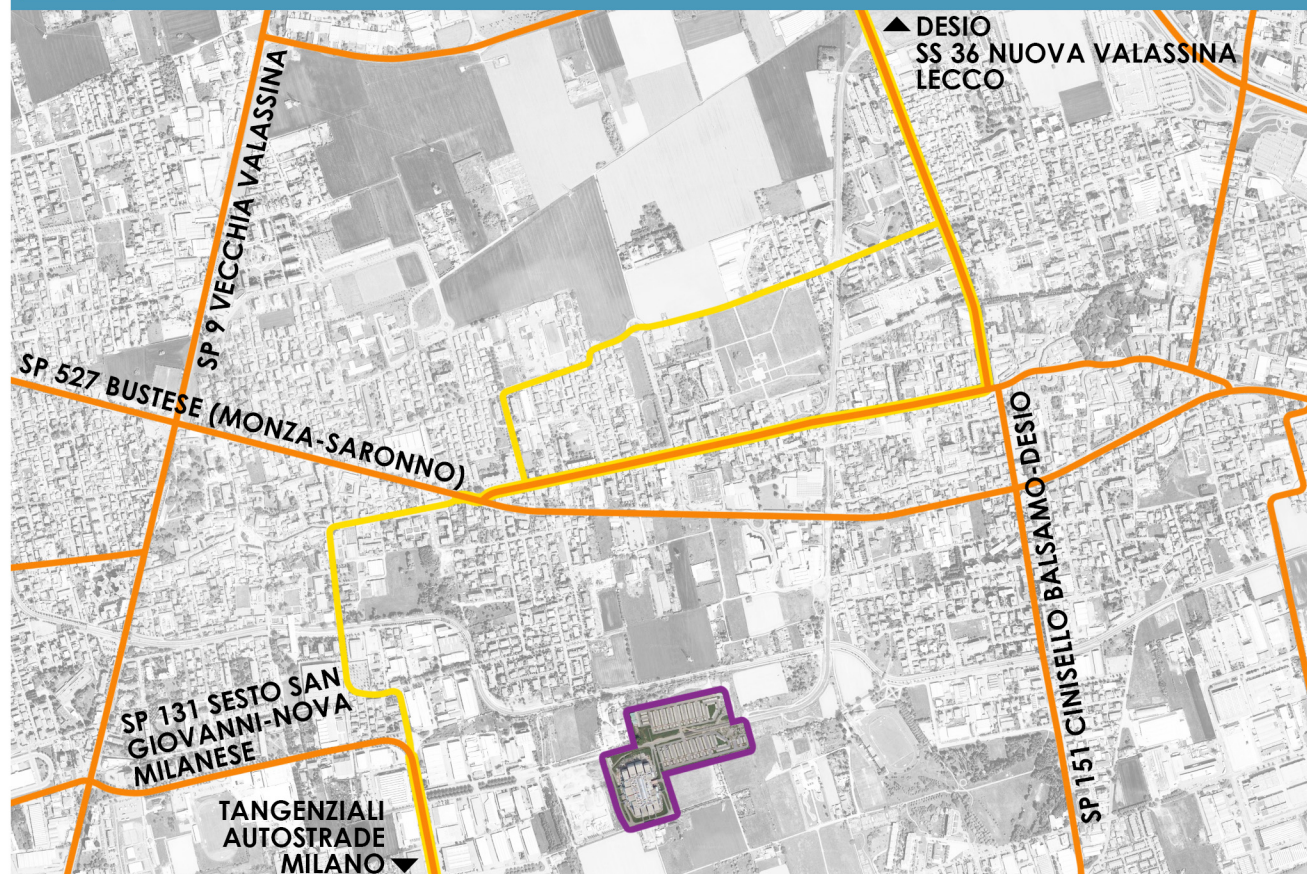 DESIO
SS 36 NUOVA VALASSINA
LECCO
SP 9 VECCHIA VALASSINA
SP 527 BUSTESE (MONZA-SARONNO)
SP 151 CINISELLO BALSAMO-DESIO
SP 131 SESTO SAN
GIOVANNI-NOVA
MILANESE
TANGENZIALI
AUTOSTRADE
MILANO